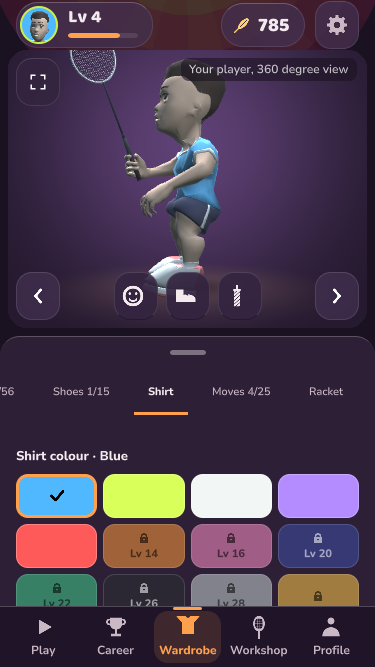 Lv 4
785
Your player, 360 degree view
/56
Shoes 1/15
Shirt
Moves 4/25
Racket
Shirt colour · Blue
Lv 14
Lv 16
Lv 20
Lv 22
Lv 26
Lv 28
Play
Career
Wardrobe
Workshop
Profile